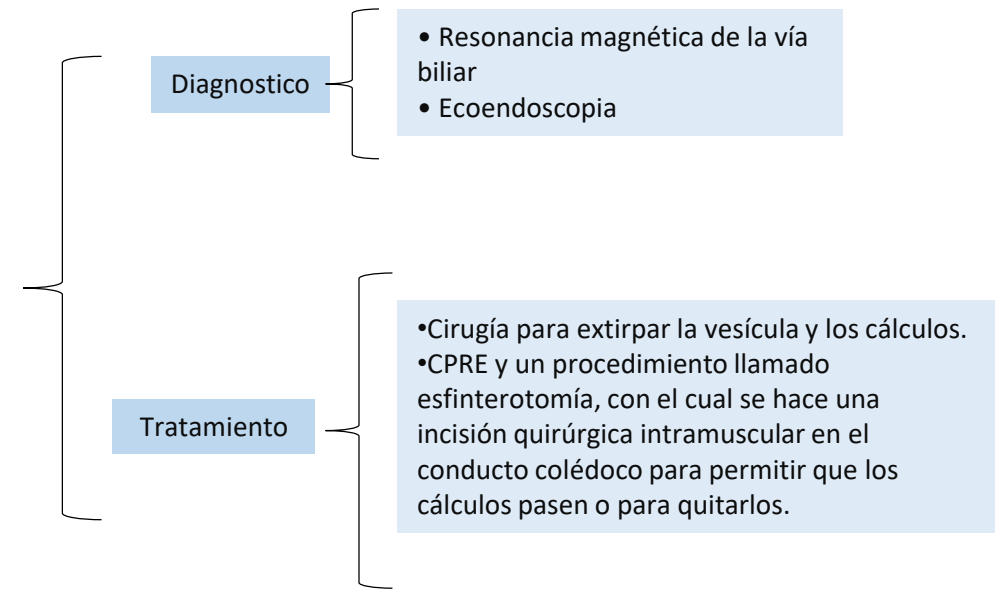 Diagnostico
• Resonancia magnética de la vía
biliar
• Ecoendoscopia
Tratamiento
•Cirugía para extirpar la vesícula y los cálculos.
•CPRE y un procedimiento llamado
esfinterotomía, con el cual se hace una
incisión quirúrgica intramuscular en el
conducto colédoco para permitir que los
cálculos pasen o para quitarlos.